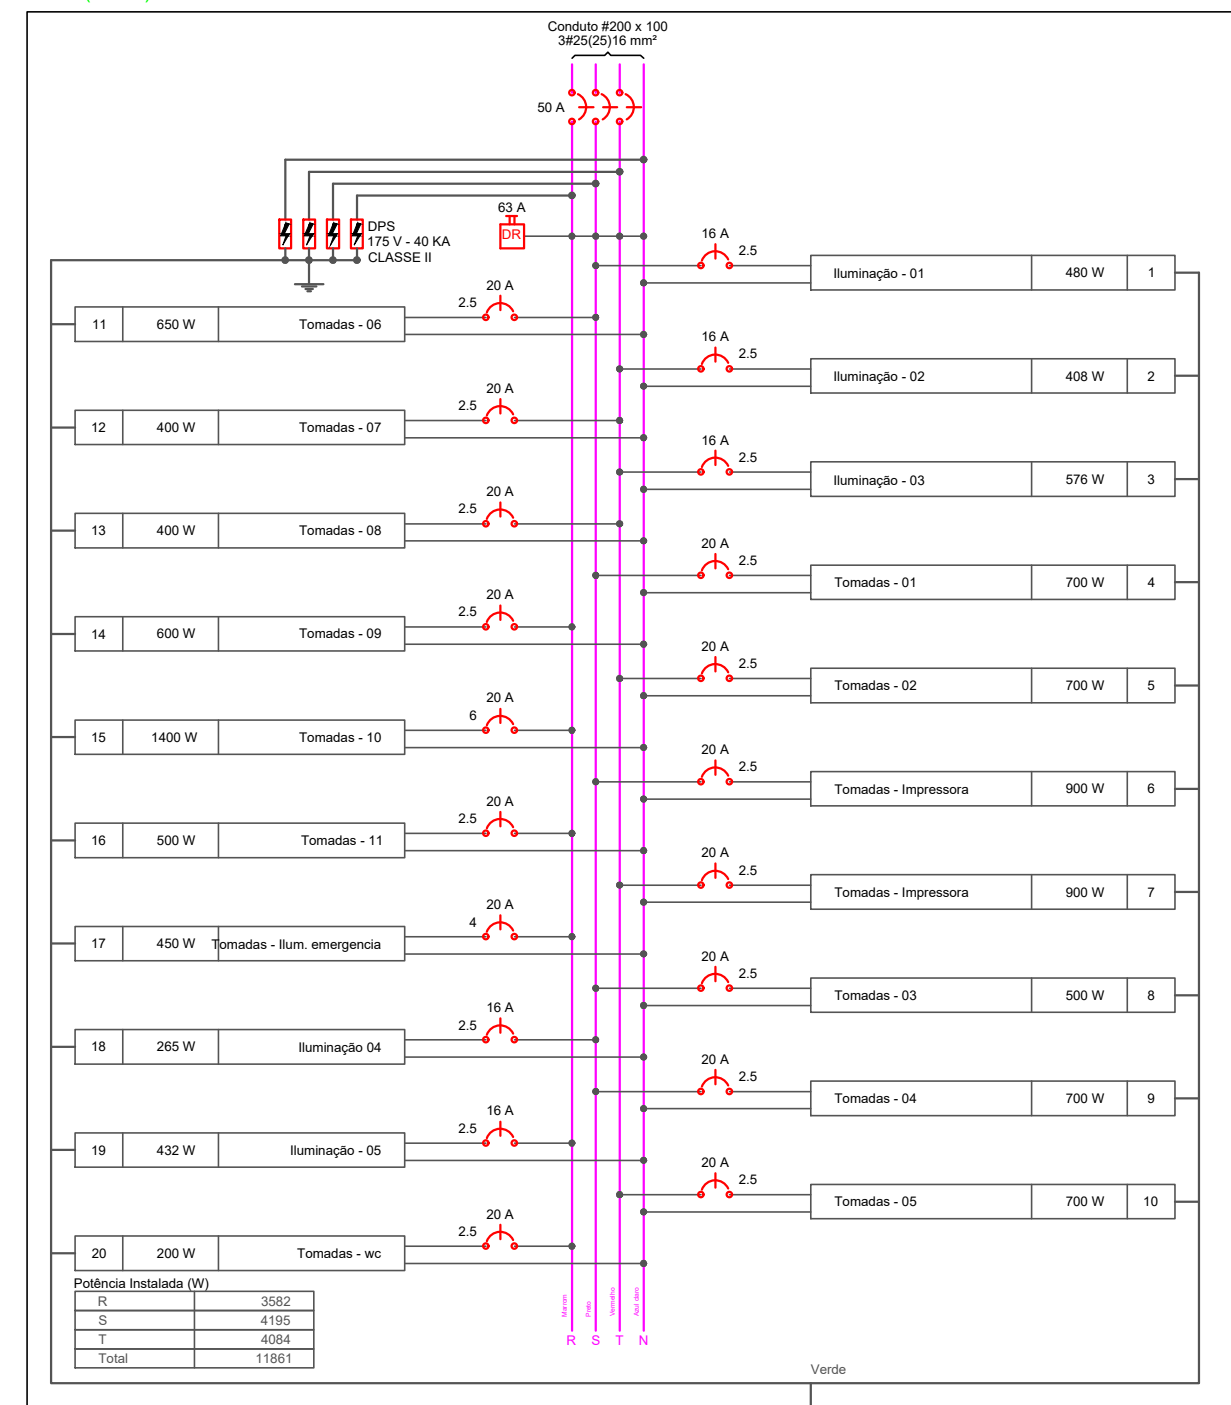 Conduto #200 x 100
3#25(25)16 mm²
50 A
63 A
DR
DPS
175 V - 40 KA
CLASSE II
16 A
2.5
Iluminação - 01 480 W 1
20 A
2.5
11 650 W Tomadas - 06
16 A
2.5
Iluminação - 02 408 W 2
20 A
2.5
12 400 W Tomadas - 07
16 A
2.5
Iluminação - 03 576 W 3
20 A
2.5
13 400 W Tomadas - 08
20 A
2.5
Tomadas - 01 700 W 4
20 A
2.5
14 600 W Tomadas - 09
20 A
2.5
Tomadas - 02 700 W 5
20 A
6
15 1400 W Tomadas - 10
20 A
2.5
Tomadas - Impressora 900 W 6
20 A
2.5
16 500 W Tomadas - 11
20 A
2.5
Tomadas - Impressora 900 W 7
20 A
4
17 450 W Tomadas - Ilum. emergencia
20 A
2.5
Tomadas - 03 500 W 8
16 A
2.5
18 265 W Iluminação 04
20 A
2.5
Tomadas - 04 700 W 9
16 A
2.5
19 432 W Iluminação - 05
20 A
2.5
Tomadas - 05 700 W 10
20 A
2.5
20 200 W Tomadas - wc
Potência Instalada (W)
R 3582
S 4195
T 4084
Total 11861
Marrom
Preto
Vermelho
Azul claro
R S T N
Verde